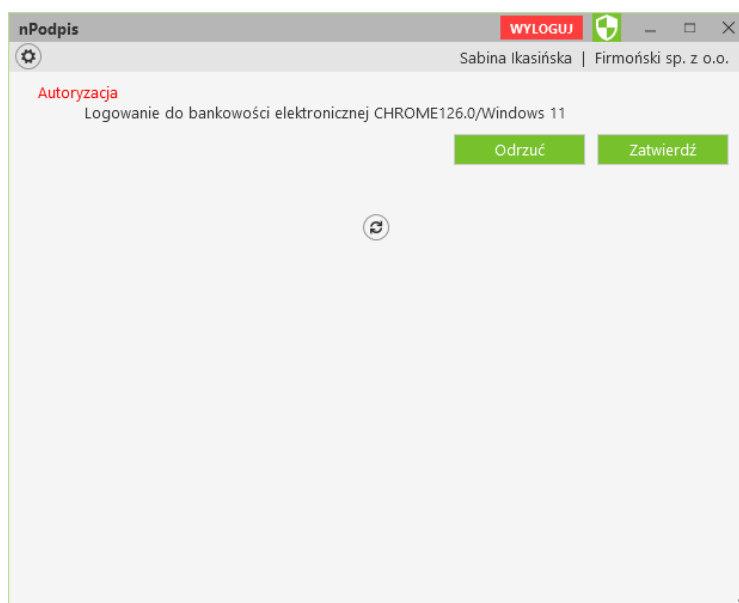 nPodpis WYLOGUJ
Sabina Ikasińska | Firmoński sp. z o.o.
Autoryzacja
Logowanie do bankowości elektronicznej CHROME126.0/Windows 11
Odrzuć Zatwierdź